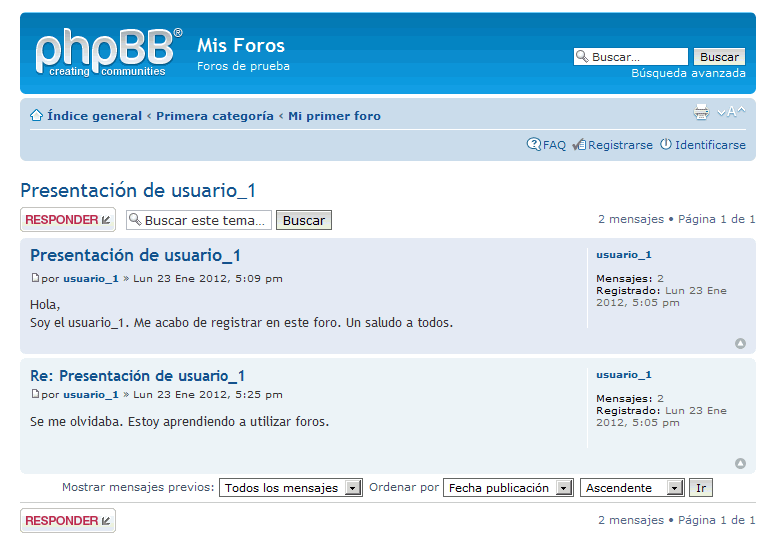 phpBB®
creating communities
Mis Foros
Foros de prueba
Buscar... Buscar
Búsqueda avanzada
Índice general ‹ Primera categoría ‹ Mi primer foro
A
FAQ Registrarse Identificarse
Presentación de usuario_1
RESPONDER Buscar este tema... Buscar 2 mensajes • Página 1 de 1
Presentación de usuario_1
por usuario_1 » Lun 23 Ene 2012, 5:09 pm
Hola,
Soy el usuario_1. Me acabo de registrar en este foro. Un saludo a todos.
usuario_1
Mensajes: 2
Registrado: Lun 23 Ene
2012, 5:05 pm
Re: Presentación de usuario_1
por usuario_1 » Lun 23 Ene 2012, 5:25 pm
Se me olvidaba. Estoy aprendiendo a utilizar foros.
usuario_1
Mensajes: 2
Registrado: Lun 23 Ene
2012, 5:05 pm
Mostrar mensajes previos: Todos los mensajes Ordenar por Fecha publicación Ascendente Ir
RESPONDER 2 mensajes • Página 1 de 1